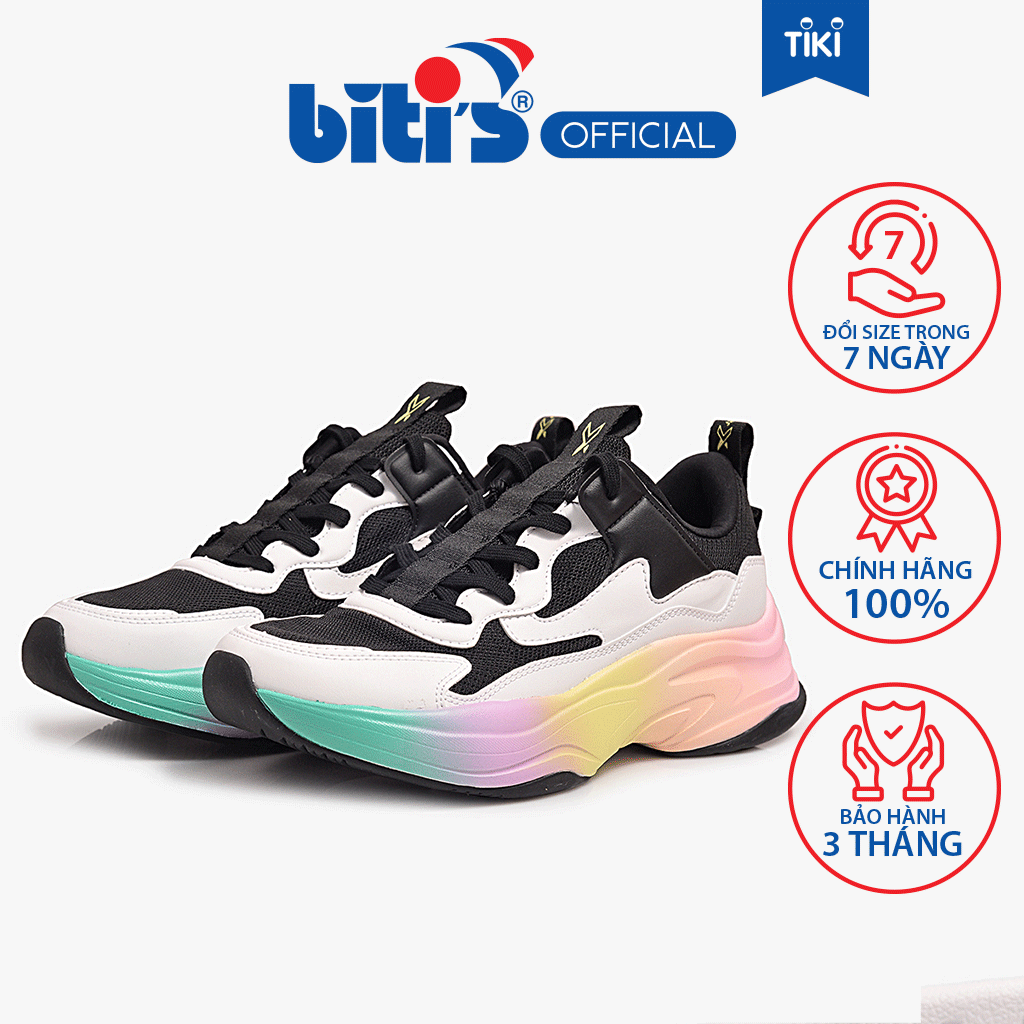 TIKI
biti's®
OFFICIAL
7
ĐỔI SIZE TRONG
7 NGÀY
CHÍNH HÃNG
100%
BẢO HÀNH
3 THÁNG